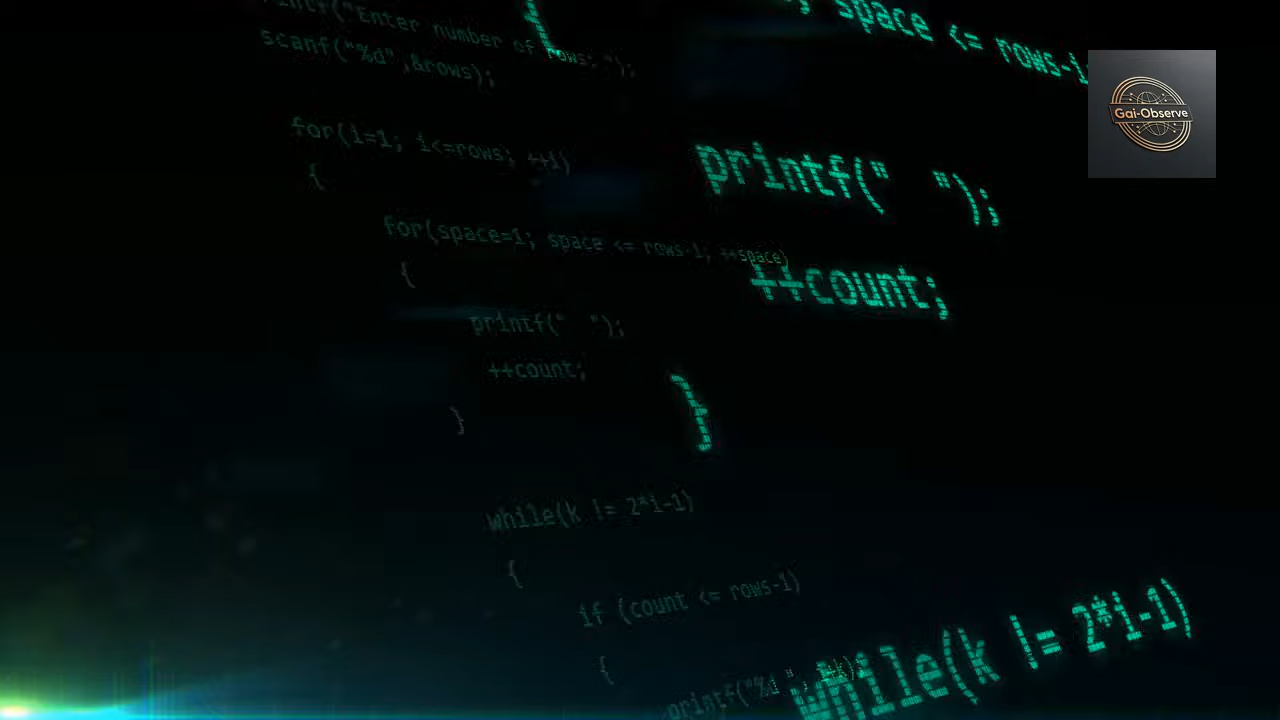 printf("Enter number of rows: ");
scanf("%d",&rows);
for(i=1; i<=rows; ++i)
{
for(space=1; space <= rows-1; ++space)
{
printf("  ");
++count;
}
while(k != 2*i-1)
{
if (count <= rows-1)
{
printf("%d ",
{
; space <= rows-i
printf("  ");
++count;
}
while(k != 2*i-1)
Gai-Observe